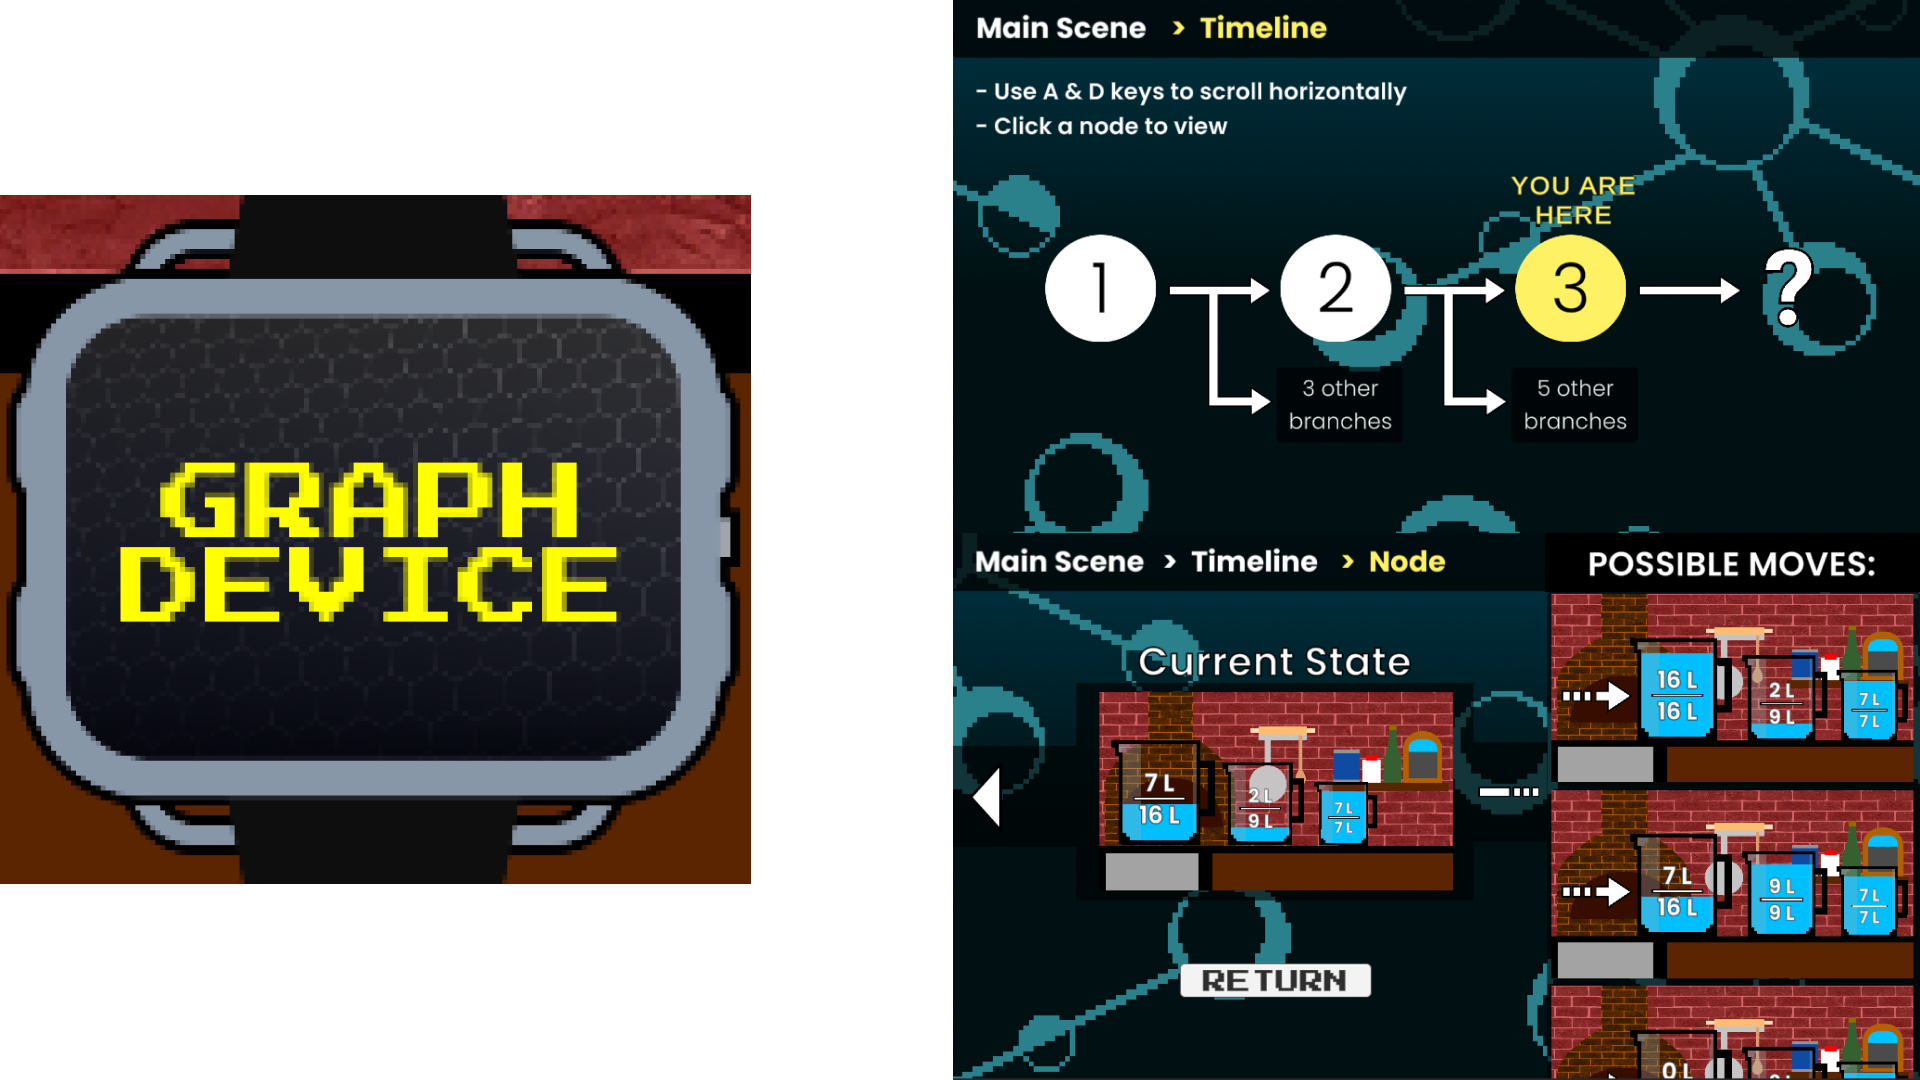 GRAPH
DEVICE
Main Scene > Timeline
- Use A & D keys to scroll horizontally
- Click a node to view
YOU ARE
HERE
1
2
3
?
3 other
branches
5 other
branches
Main Scene > Timeline > Node
POSSIBLE MOVES:
Current State
7 L
16 L
2 L
9 L
7 L
7 L
RETURN
16 L
16 L
2 L
9 L
7 L
7 L
7 L
16 L
9 L
9 L
7 L
7 L
0 L